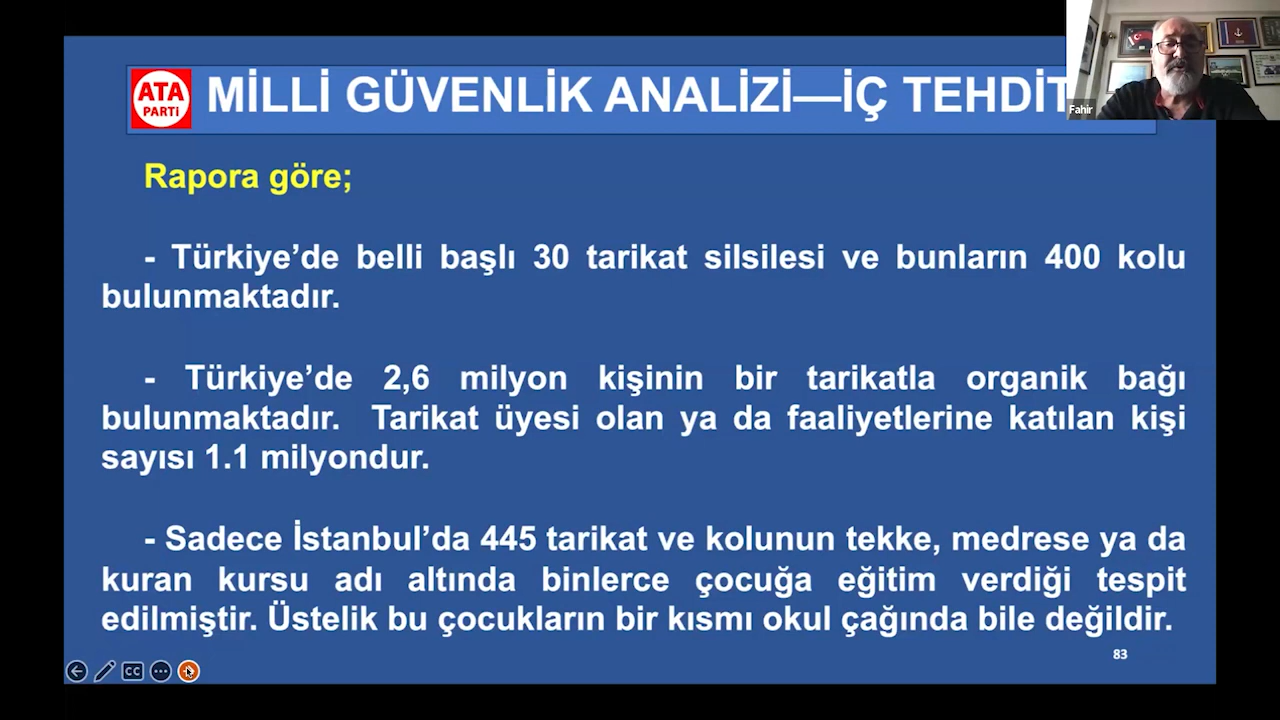 ATA
PARTİ
MİLLİ GÜVENLİK ANALİZİ—İÇ TEHDİT
Fahir
Rapora göre;
- Türkiye’de belli başlı 30 tarikat silsilesi ve bunların 400 kolu
bulunmaktadır.
- Türkiye’de 2,6 milyon kişinin bir tarikatla organik bağı
bulunmaktadır. Tarikat üyesi olan ya da faaliyetlerine katılan kişi
sayısı 1.1 milyondur.
- Sadece İstanbul’da 445 tarikat ve kolunun tekke, medrese ya da
kuran kursu adı altında binlerce çocuğa eğitim verdiği tespit
edilmiştir. Üstelik bu çocukların bir kısmı okul çağında bile değildir.
83
CC